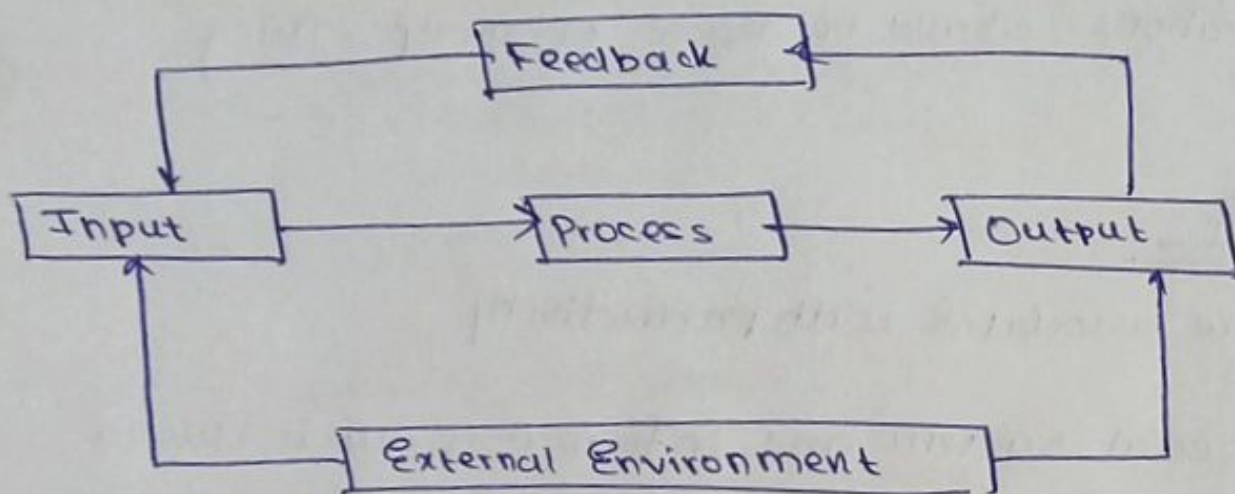 Feedback
Input
Process
Output
External Environment